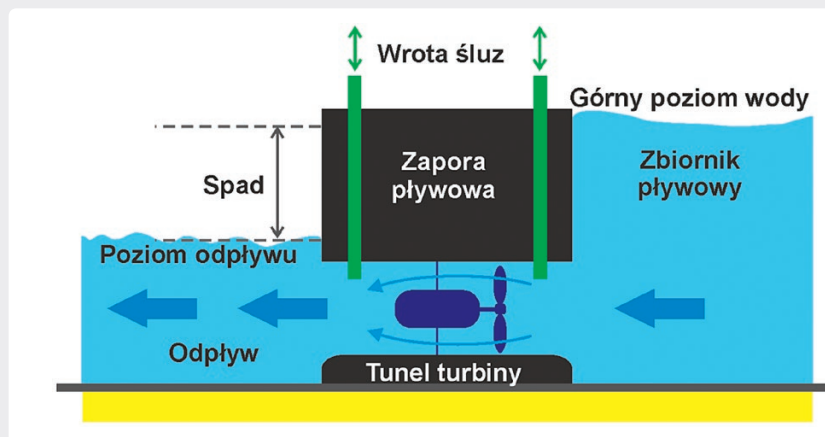 Wrota śluz
Górny poziom wody
Zapora
pływowa
Zbiornik
pływowy
Spad
Poziom odpływu
Odpływ
Tunel turbiny